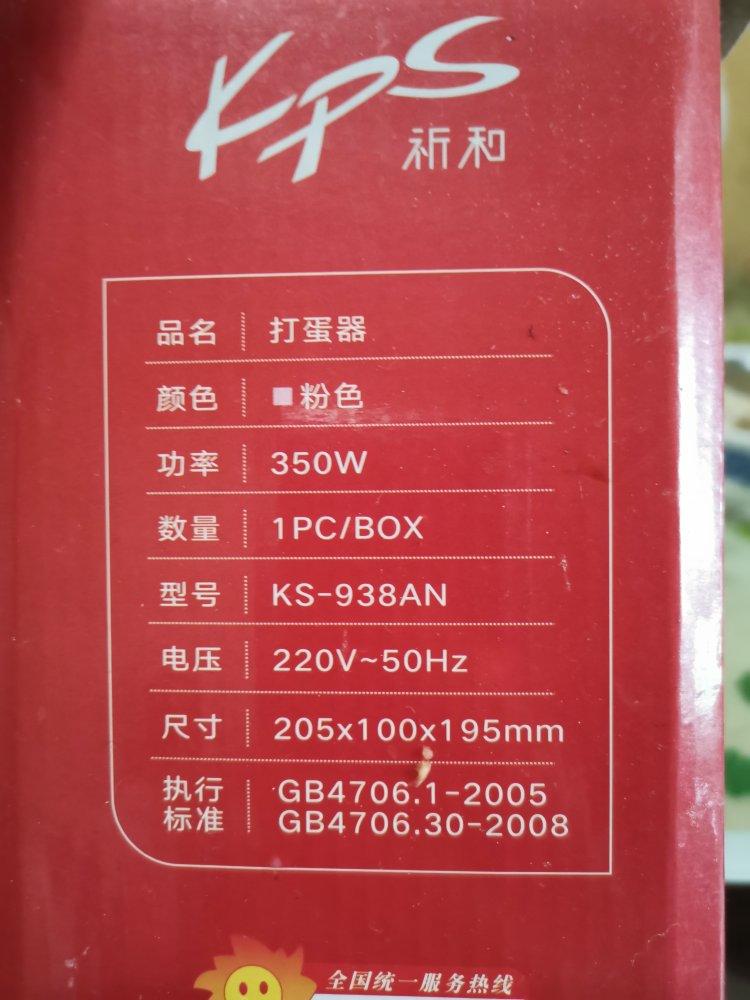 KPS
祈和
品名 打蛋器
颜色 粉色
功率 350W
数量 1PC/BOX
型号 KS-938AN
电压 220V~50Hz
尺寸 205x100x195mm
执行标准 GB4706.1-2005
GB4706.30-2008
全国统一服务热线